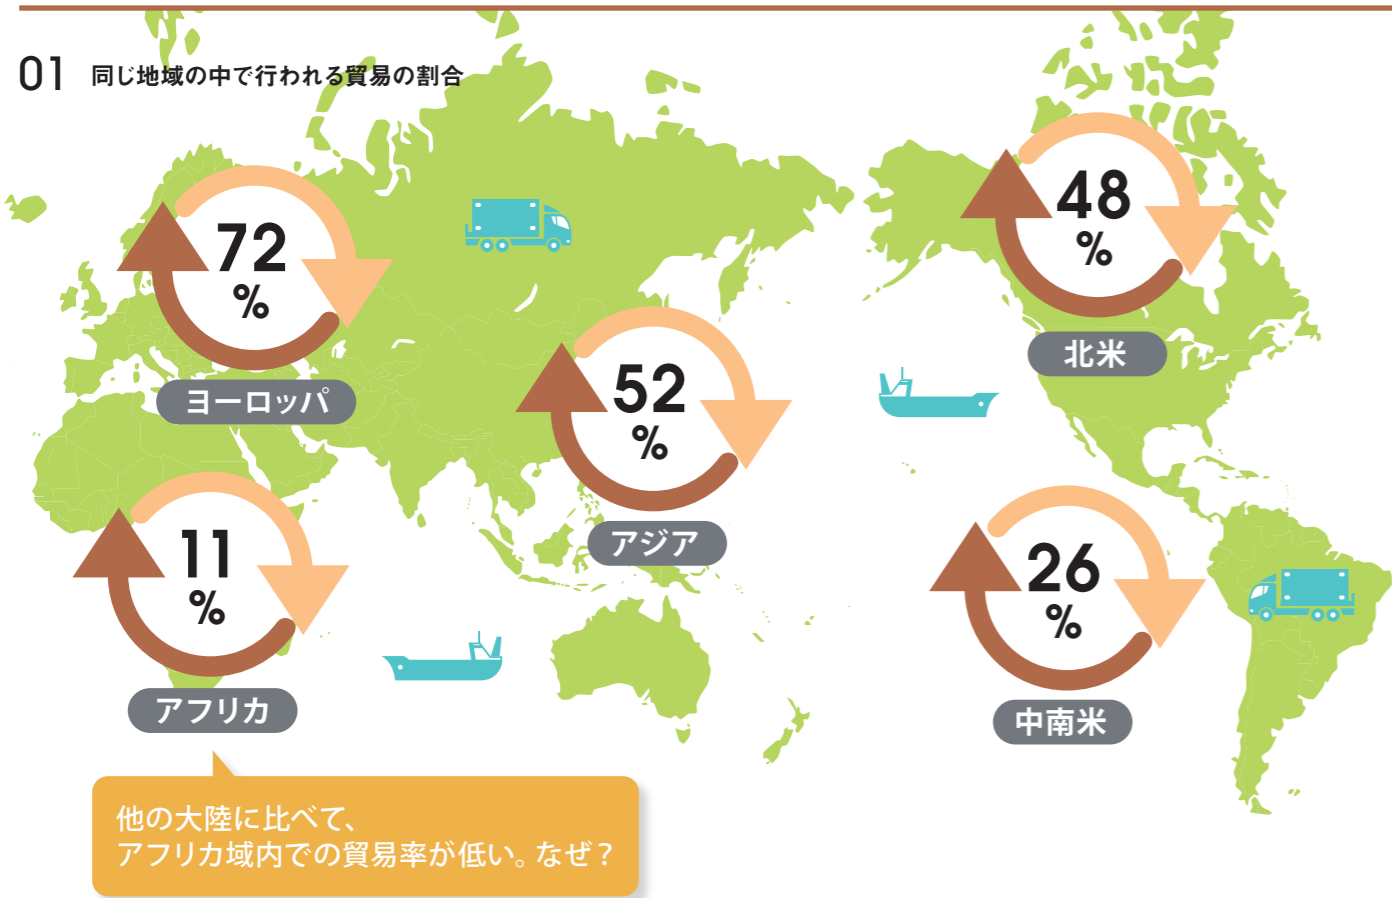 01 同じ地域の中で行われる貿易の割合
72
%
ヨーロッパ
48
%
北米
52
%
アジア
11
%
アフリカ
26
%
中南米
他の大陸に比べて、
アフリカ域内での貿易率が低い。なぜ？